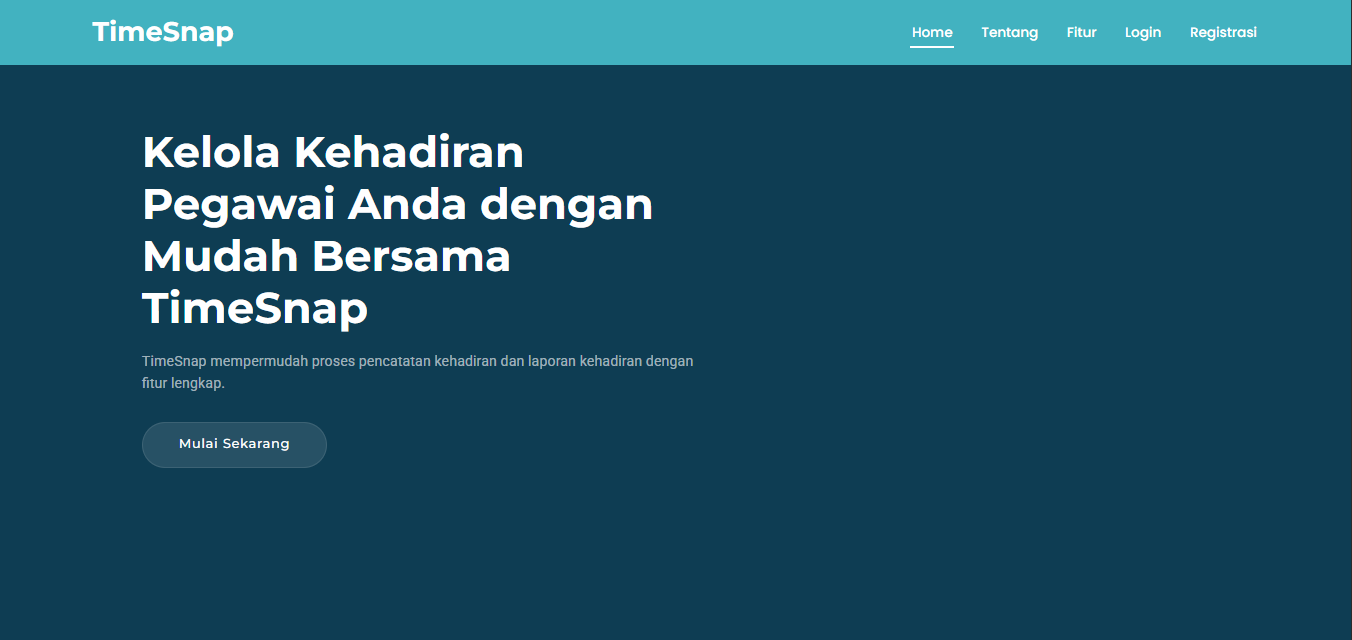 TimeSnap
Home Tentang Fitur Login Registrasi
Kelola Kehadiran
Pegawai Anda dengan
Mudah Bersama
TimeSnap
TimeSnap mempermudah proses pencatatan kehadiran dan laporan kehadiran dengan
fitur lengkap.
Mulai Sekarang